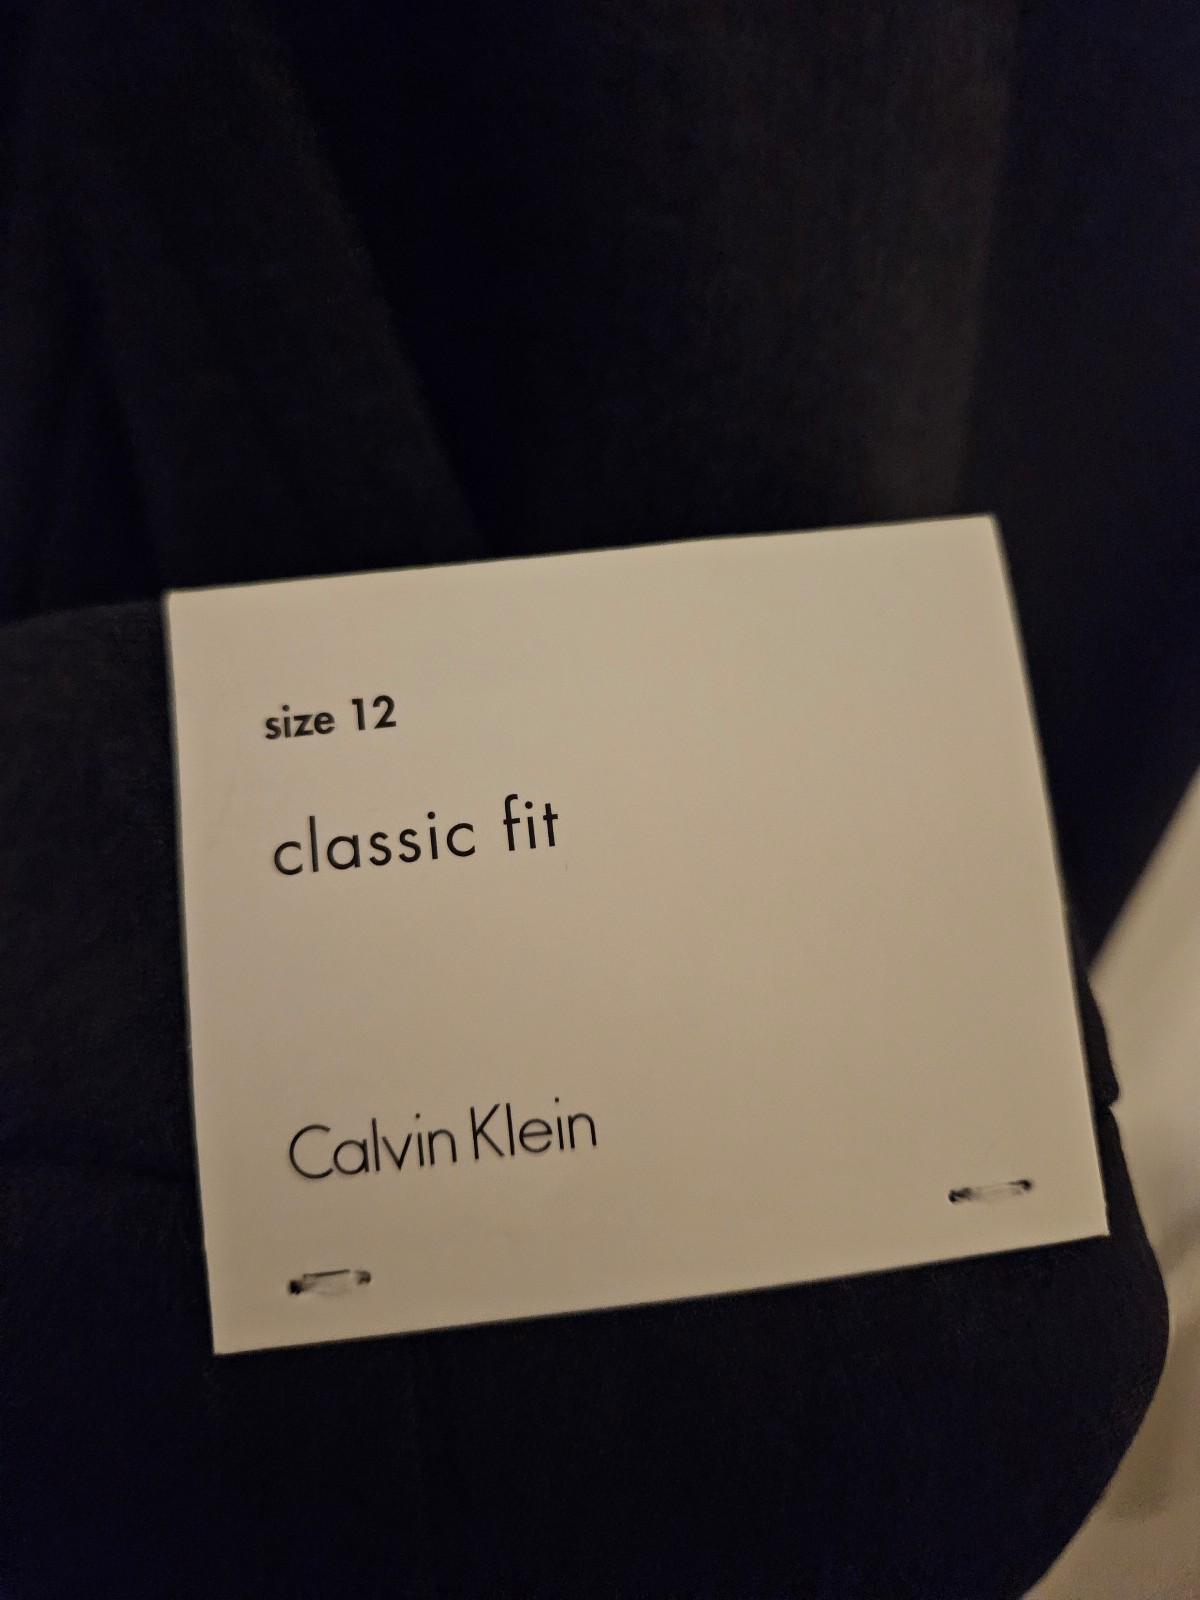 size 12
classic fit
Calvin Klein